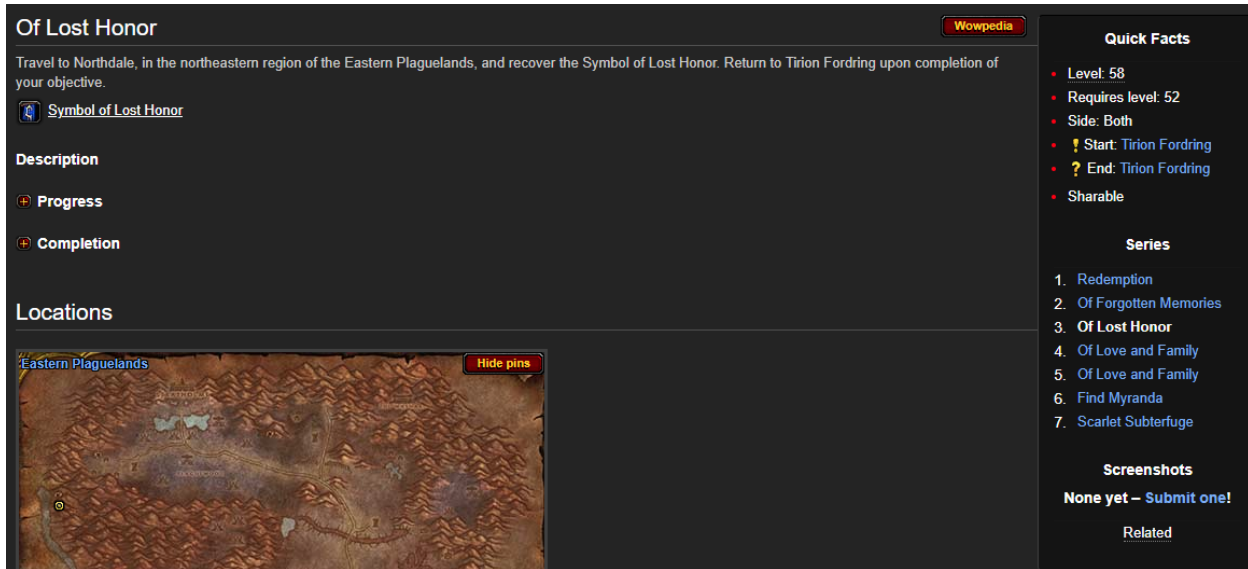 Of Lost Honor
Wowpedia
Travel to Northdale, in the northeastern region of the Eastern Plaguelands, and recover the Symbol of Lost Honor. Return to Tirion Fordring upon completion of
your objective.
Symbol of Lost Honor
Description
Progress
Completion
Locations
Eastern Plaguelands
Hide pins
Quick Facts
Level: 58
Requires level: 52
Side: Both
Start: Tirion Fordring
End: Tirion Fordring
Sharable
Series
1. Redemption
2. Of Forgotten Memories
3. Of Lost Honor
4. Of Love and Family
5. Of Love and Family
6. Find Myranda
7. Scarlet Subterfuge
Screenshots
None yet – Submit one!
Related